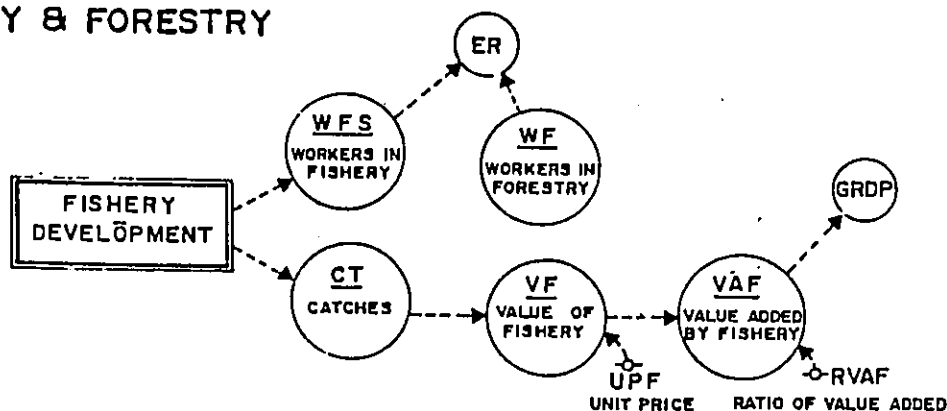 Y & FORESTRY
ER
WFS
WORKERS IN
FISHERY
WF
WORKERS IN
FORESTRY
GRDP
FISHERY
DEVELOPMENT
CT
CATCHES
VF
VALUE OF
FISHERY
VAF
VALUE ADDED
BY FISHERY
UPF
UNIT PRICE
RVAF
RATIO OF VALUE ADDED